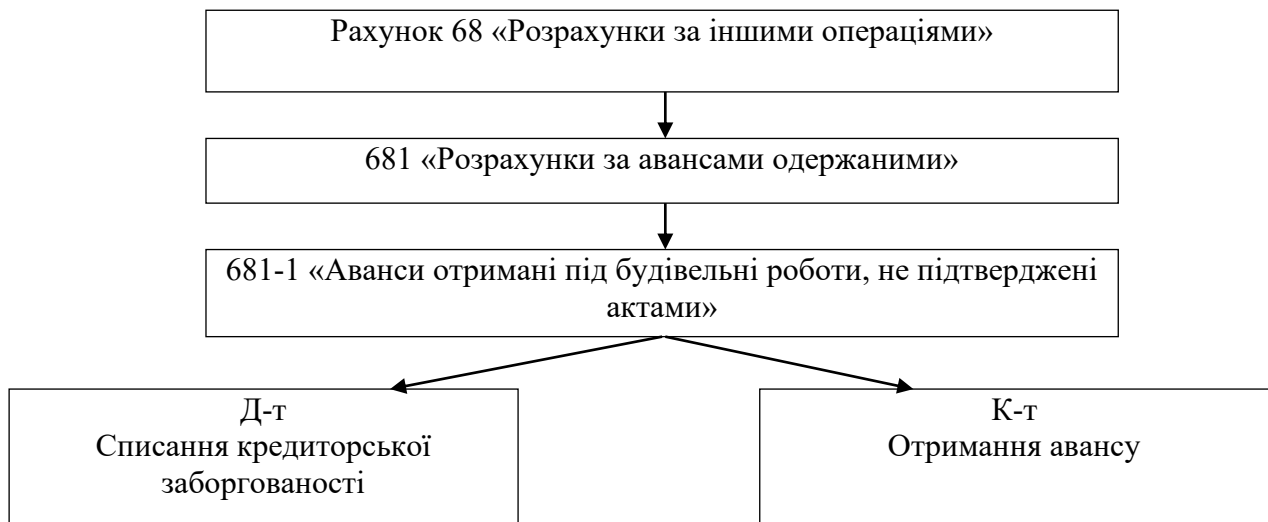 Рахунок 68 «Розрахунки за іншими операціями»
681 «Розрахунки за авансами одержаними»
681-1 «Аванси отримані під будівельні роботи, не підтверджені
актами»
Д-т
Списання кредиторської
заборгованості
К-т
Отримання авансу